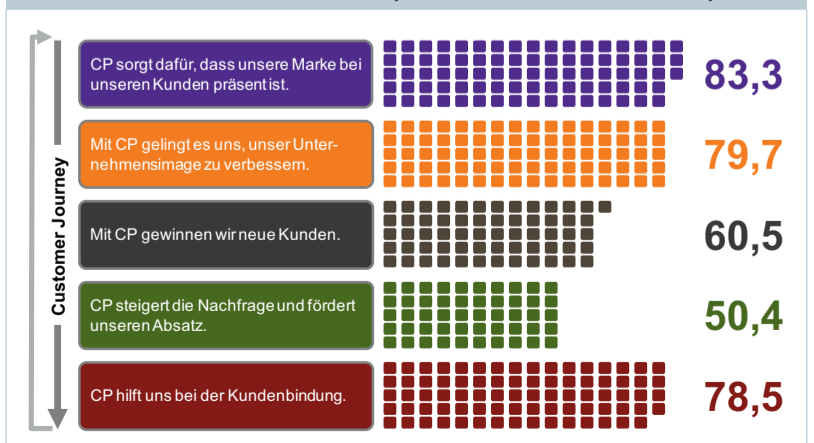 CP sorgt dafür, dass unsere Marke bei
unseren Kunden präsent ist.
83,3
Mit CP gelingt es uns, unser Unter-
nehmensimage zu verbessern.
79,7
Mit CP gewinnen wir neue Kunden.
60,5
CP steigert die Nachfrage und fördert
unseren Absatz.
50,4
CP hilft uns bei der Kundenbindung.
78,5
Customer Journey